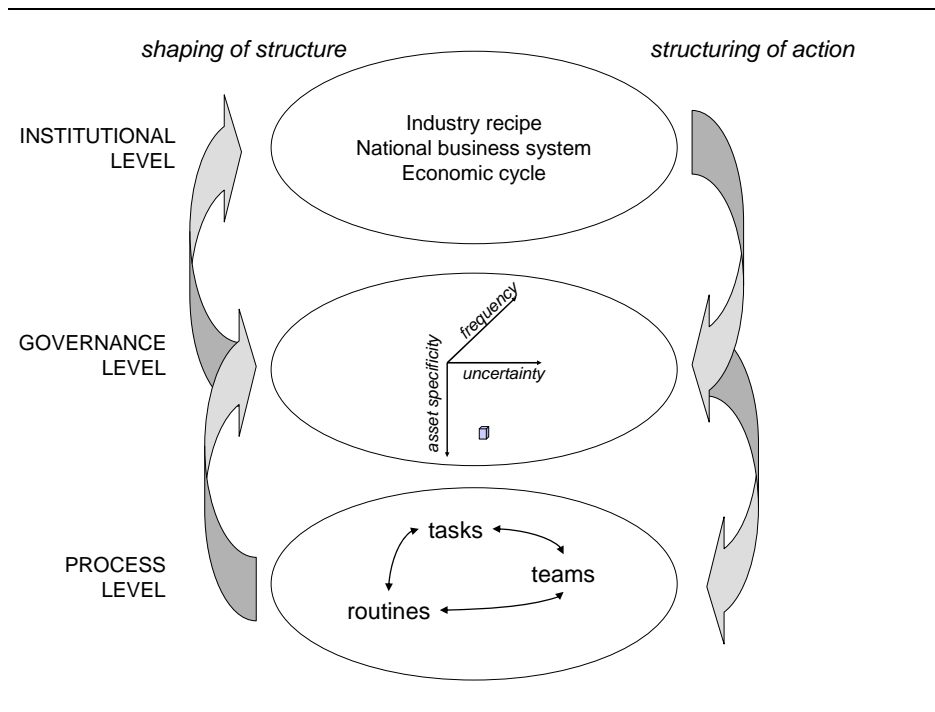 shaping of structure
structuring of action
INSTITUTIONAL
LEVEL
Industry recipe
National business system
Economic cycle
GOVERNANCE
LEVEL
frequency
uncertainty
asset specificity
PROCESS
LEVEL
tasks
teams
routines